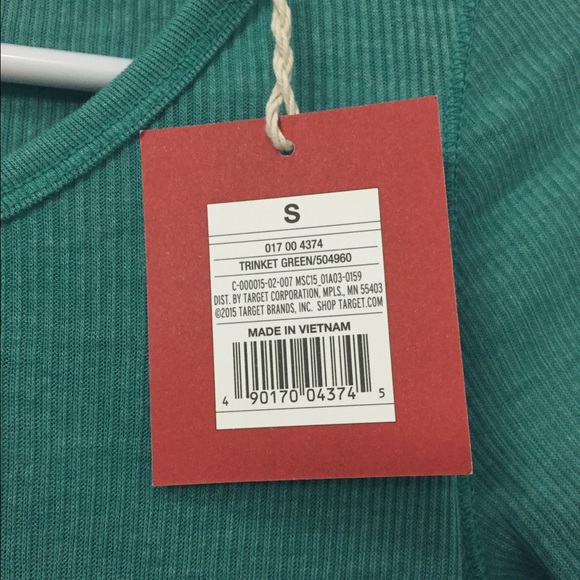 S
017 00 4374
TRINKET GREEN/504960
C-000015-02-007 MSC15_01A03-0159
DIST. BY TARGET CORPORATION, MPLS., MN 55403
©2015 TARGET BRANDS, INC. SHOP TARGET.COM
MADE IN VIETNAM
4 90170 04374 5